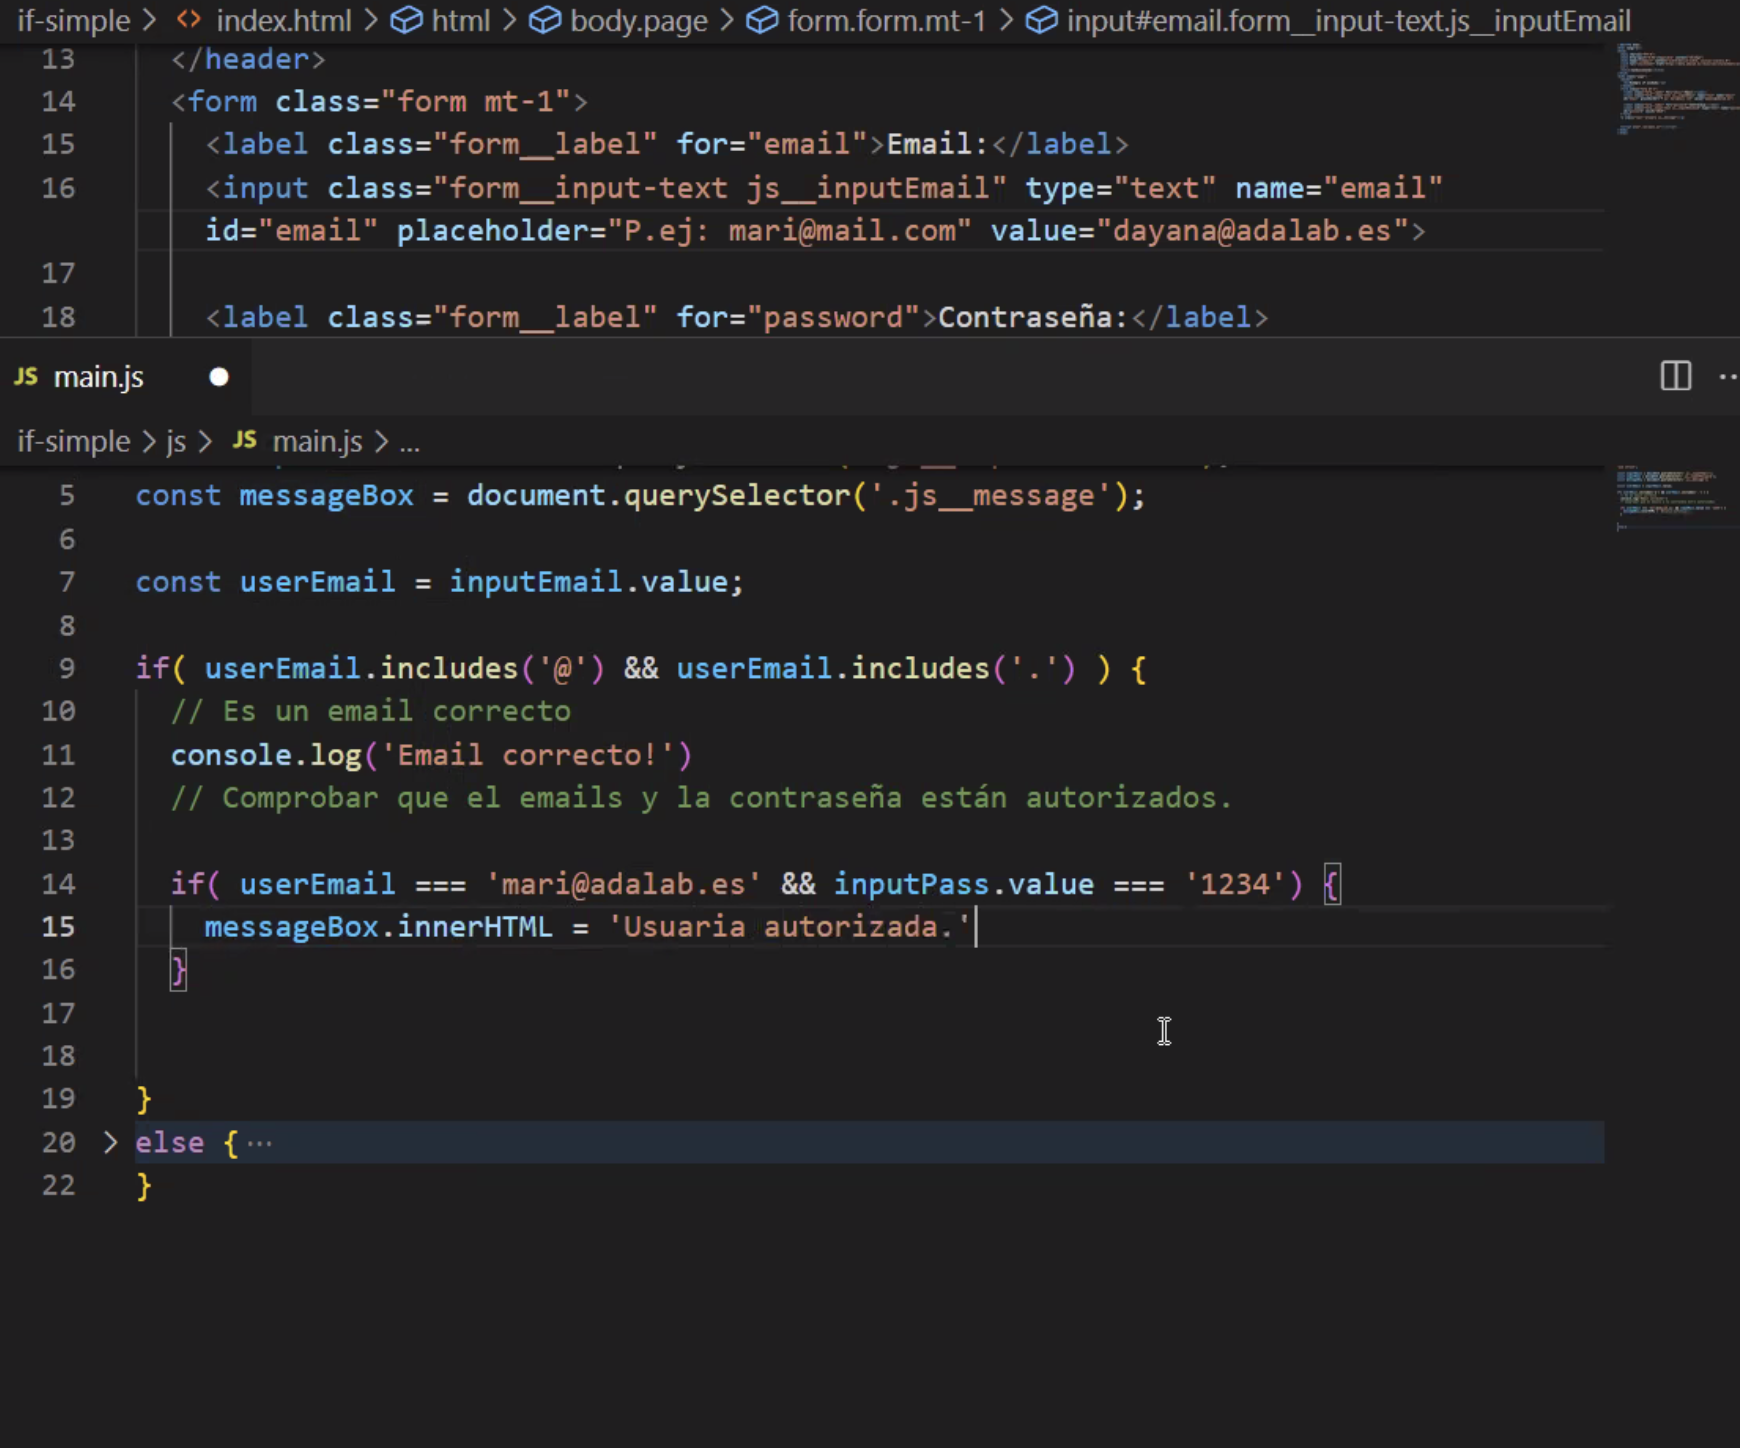 if-simple > index.html > html > body.page > form.form.mt-1 > input#email.form__input-text.js__inputEmail
13 </header>
14 <form class="form mt-1">
15 <label class="form__label" for="email">Email:</label>
16 <input class="form__input-text js__inputEmail" type="text" name="email"
id="email" placeholder="P.ej: mari@mail.com" value="dayana@adalab.es">
17
18 <label class="form__label" for="password">Contraseña:</label>
JS main.js
if-simple > js > JS main.js > ...
5 const messageBox = document.querySelector('.js__message');
6
7 const userEmail = inputEmail.value;
8
9 if( userEmail.includes('@') && userEmail.includes('.') ) {
10 // Es un email correcto
11 console.log('Email correcto!')
12 // Comprobar que el emails y la contraseña están autorizados.
13
14 if( userEmail === 'mari@adalab.es' && inputPass.value === '1234') {
15 messageBox.innerHTML = 'Usuaria autorizada.'
16 }
17
18
19 }
20 > else { ...
22 }